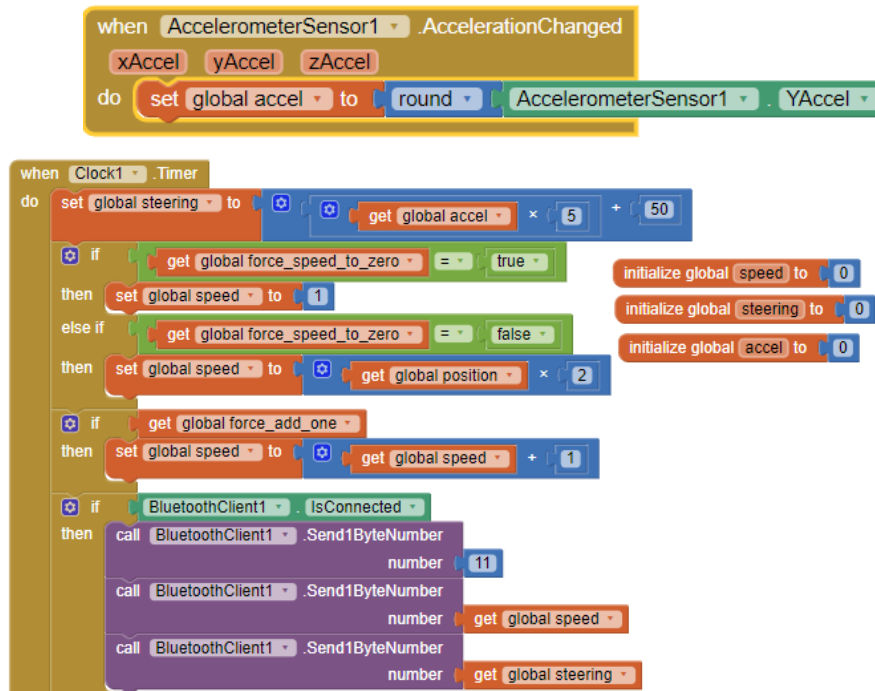 when AccelerometerSensor1 .AccelerationChanged
xAccel yAccel zAccel
do set global accel to round AccelerometerSensor1 . YAccel
when Clock1 .Timer
do set global steering to get global accel × 5 + 50
if get global force_speed_to_zero = true
then set global speed to 1
else if get global force_speed_to_zero = false
then set global speed to get global position × 2
initialize global speed to 0
initialize global steering to 0
initialize global accel to 0
if get global force_add_one
then set global speed to get global speed + 1
if BluetoothClient1 . IsConnected
then call BluetoothClient1 .Send1ByteNumber
number 11
call BluetoothClient1 .Send1ByteNumber
number get global speed
call BluetoothClient1 .Send1ByteNumber
number get global steering